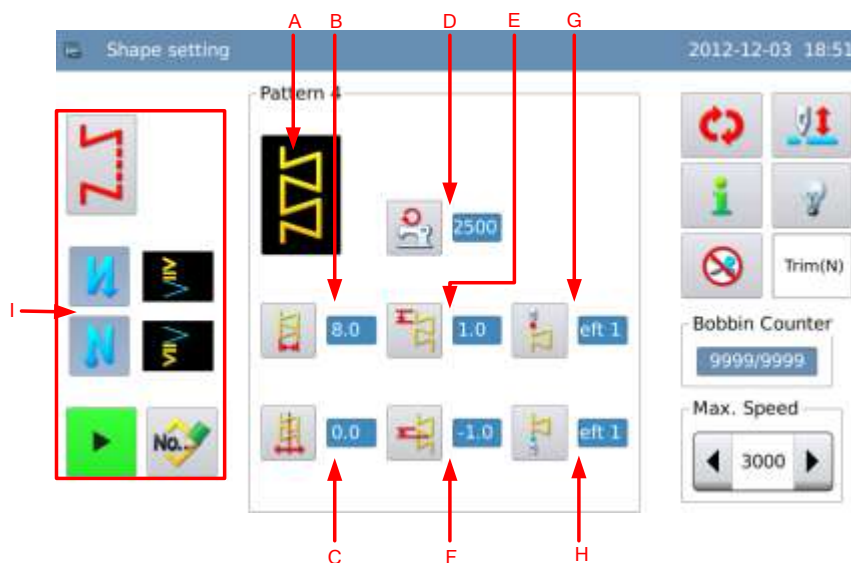 A B D E G
Shape setting 2012-12-03 18:51
Pattern 4
2500
Trim(N)
I
8.0 1.0 eft 1
Bobbin Counter
9999/9999
Max. Speed
No...
0.0 -1.0 eft 1
3000
C F H